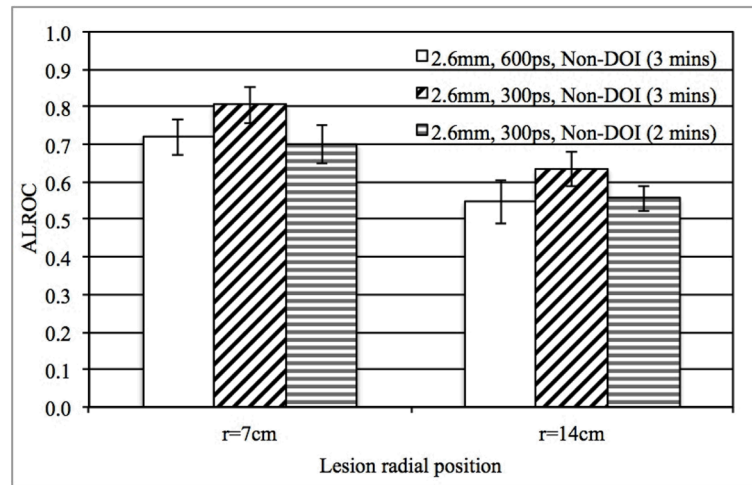 1.0
0.9
0.8
0.7
0.6
0.5
0.4
0.3
0.2
0.1
0.0
ALROC
2.6mm, 600ps, Non-DOI (3 mins)
2.6mm, 300ps, Non-DOI (3 mins)
2.6mm, 300ps, Non-DOI (2 mins)
r=7cm r=14cm
Lesion radial position